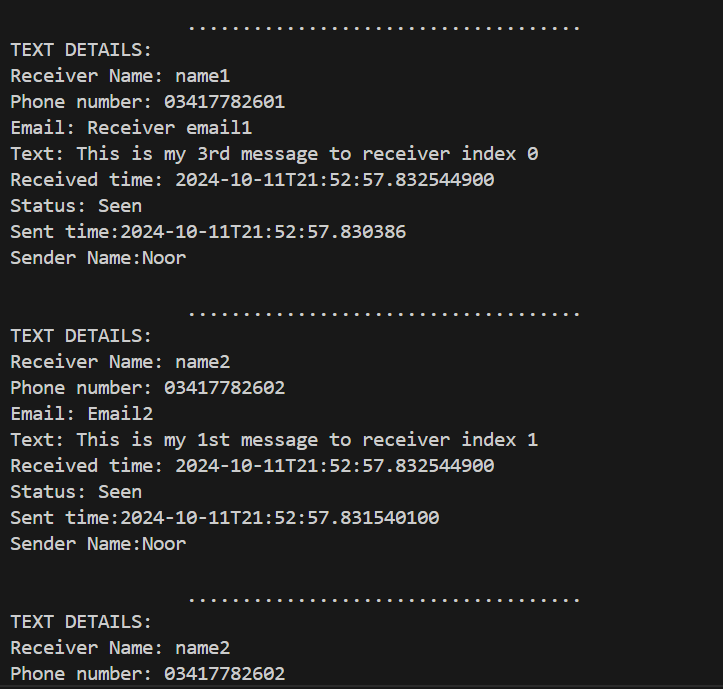 ....................................
TEXT DETAILS:
Receiver Name: name1
Phone number: 03417782601
Email: Receiver email1
Text: This is my 3rd message to receiver index 0
Received time: 2024-10-11T21:52:57.832544900
Status: Seen
Sent time:2024-10-11T21:52:57.830386
Sender Name:Noor
....................................
TEXT DETAILS:
Receiver Name: name2
Phone number: 03417782602
Email: Email2
Text: This is my 1st message to receiver index 1
Received time: 2024-10-11T21:52:57.832544900
Status: Seen
Sent time:2024-10-11T21:52:57.831540100
Sender Name:Noor
....................................
TEXT DETAILS:
Receiver Name: name2
Phone number: 03417782602